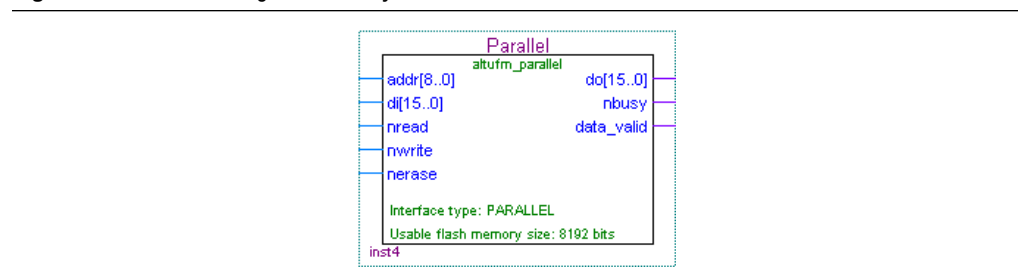 Parallel
altufm_parallel
addr[8..0] do[15..0]
di[15..0] nbusy
nread data_valid
nwrite
nerase
Interface type: PARALLEL
Usable flash memory size: 8192 bits
inst4